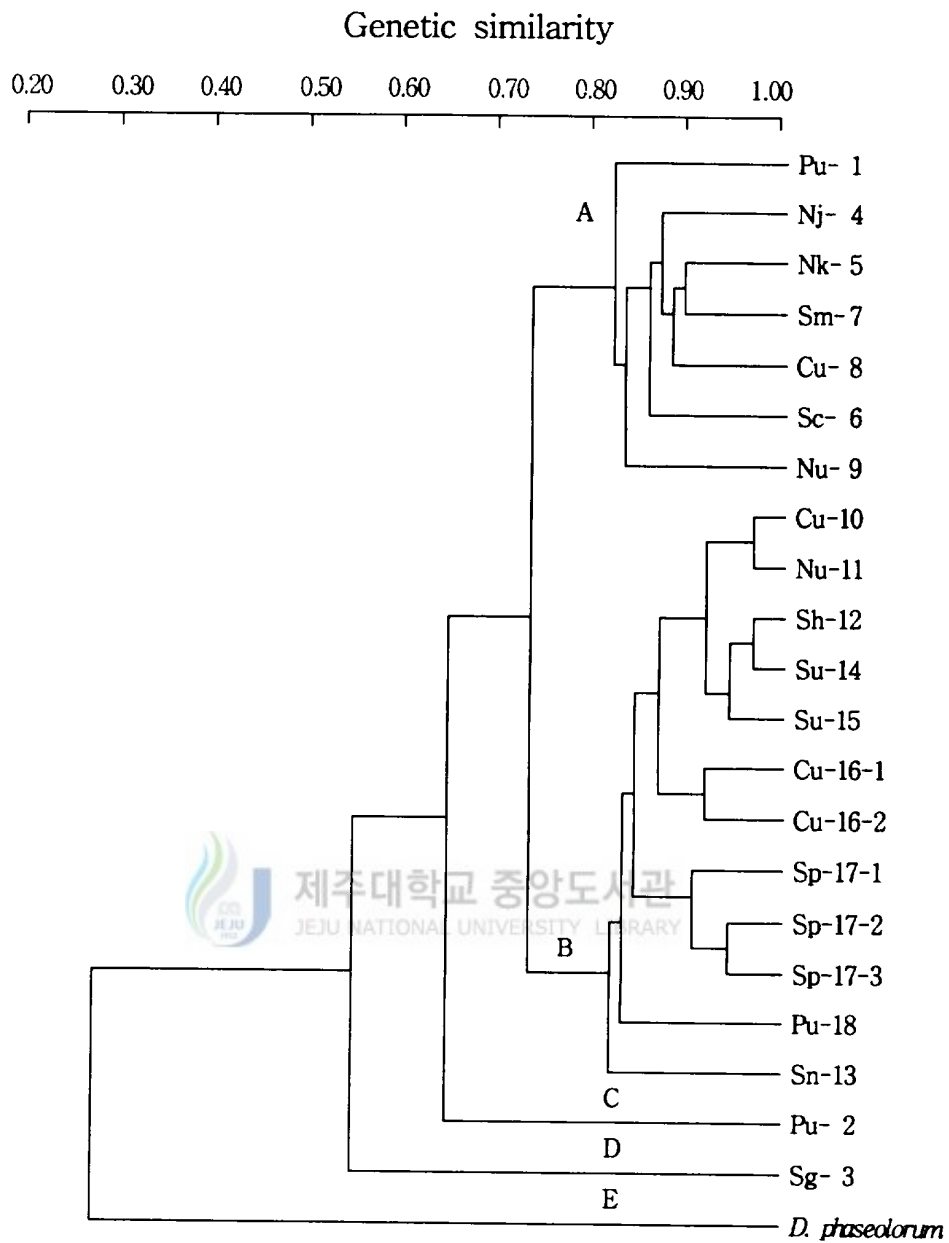 Genetic similarity
0.20 0.30 0.40 0.50 0.60 0.70 0.80 0.90 1.00
Pu- 1
A
Nj- 4
Nk- 5
Sm-7
Cu- 8
Sc- 6
Nu- 9
Cu-10
Nu-11
Sh-12
Su-14
Su-15
Cu-16-1
Cu-16-2
Sp-17-1
제주대학교 중앙도서관
JEJU NATIONAL UNIVERSITY LIBRARY
JEJU
1952
Sp-17-2
B
Sp-17-3
Pu-18
Sn-13
C
Pu- 2
D
Sg- 3
E
D. phaseolorum